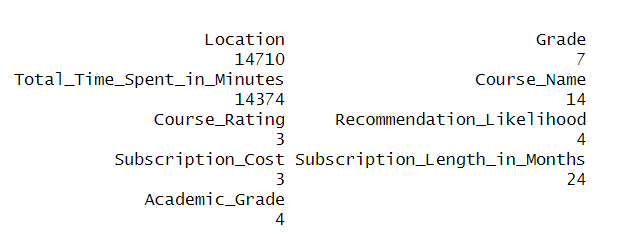 Location Grade
14710 7
Total_Time_Spent_in_Minutes Course_Name
14374 14
Course_Rating Recommendation_Likelihood
3 4
Subscription_Cost Subscription_Length_in_Months
3 24
Academic_Grade
4